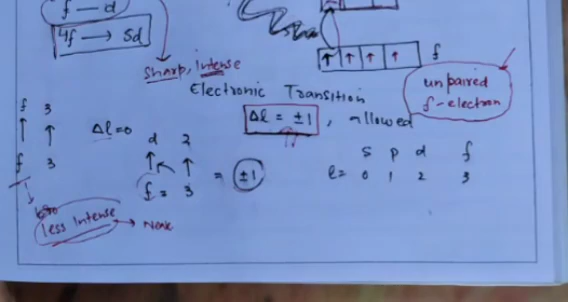 f — d
4f → 5d
sharp, intense
↑ ↑ ↑ ↑ f
unpaired
f-electron
Electronic Transition
Δl = ±1, allowed
f 3
↑ ↑
f 3
Δl=0
d 2
f = 3 = ±1
s p d f
l= 0 1 2 3
less intense → Weak